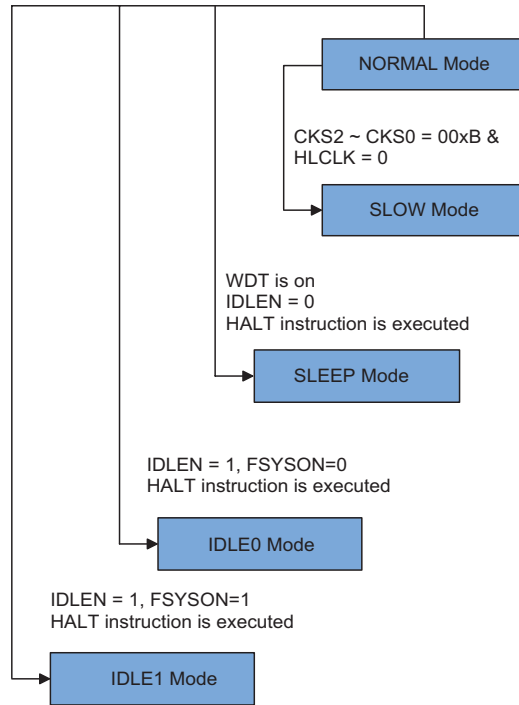 NORMAL Mode
CKS2 ~ CKS0 = 00xB &
HLCLK = 0
SLOW Mode
WDT is on
IDLEN = 0
HALT instruction is executed
SLEEP Mode
IDLEN = 1, FSYSON=0
HALT instruction is executed
IDLE0 Mode
IDLEN = 1, FSYSON=1
HALT instruction is executed
IDLE1 Mode